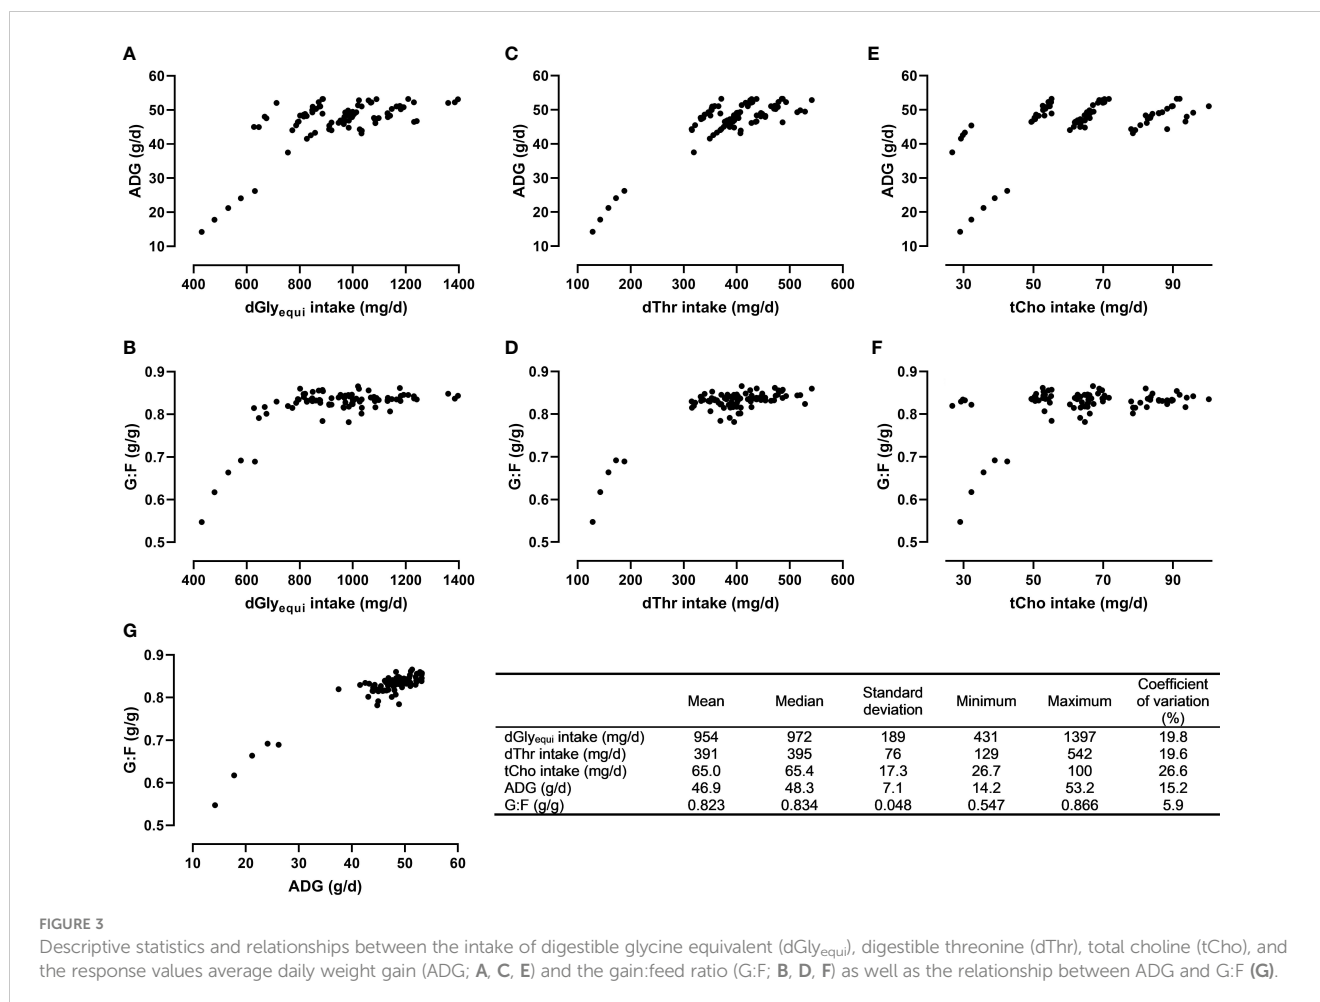 A
C
E
60
50
40
30
20
10
ADG (g/d)
400 600 800 1000 1200 1400
dGlyequi intake (mg/d)
60
50
40
30
20
10
ADG (g/d)
100 200 300 400 500 600
dThr intake (mg/d)
60
50
40
30
20
10
ADG (g/d)
30 50 70 90
tCho intake (mg/d)
B
D
F
0.9
0.8
0.7
0.6
0.5
G:F (g/g)
400 600 800 1000 1200 1400
dGlyequi intake (mg/d)
0.9
0.8
0.7
0.6
0.5
G:F (g/g)
100 200 300 400 500 600
dThr intake (mg/d)
0.9
0.8
0.7
0.6
0.5
G:F (g/g)
30 50 70 90
tCho intake (mg/d)
G
0.9
0.8
0.7
0.6
0.5
G:F (g/g)
10 20 30 40 50 60
ADG (g/d)
Mean Median Standard deviation Minimum Maximum Coefficient of variation (%)
dGlyequi intake (mg/d) 954 972 189 431 1397 19.8
dThr intake (mg/d) 391 395 76 129 542 19.6
tCho intake (mg/d) 65.0 65.4 17.3 26.7 100 26.6
ADG (g/d) 46.9 48.3 7.1 14.2 53.2 15.2
G:F (g/g) 0.823 0.834 0.048 0.547 0.866 5.9
FIGURE 3
Descriptive statistics and relationships between the intake of digestible glycine equivalent (dGlyequi), digestible threonine (dThr), total choline (tCho), and
the response values average daily weight gain (ADG; A, C, E) and the gain:feed ratio (G:F; B, D, F) as well as the relationship between ADG and G:F (G).